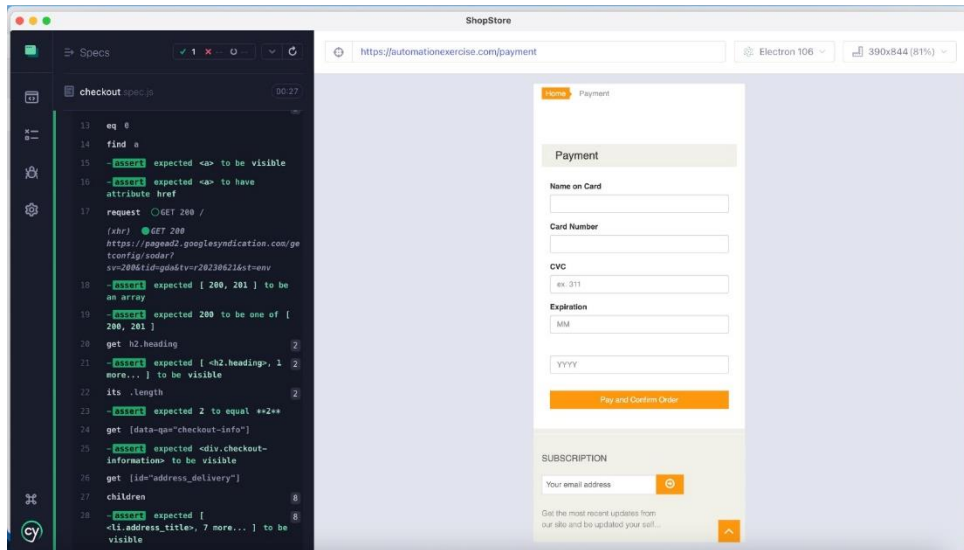 ShopStore
Specs
1
--
--
checkout.spec.js
00:27
13 eq 0
14 find a
15 -assert expected <a> to be visible
16 -assert expected <a> to have
attribute href
17 request GET 200 /
(xhr) GET 200
https://pagead2.googlesyndication.com/ge
tconfig/sodar?
sv=200&tid=gda&tv=r20230621&st=env
18 -assert expected [ 200, 201 ] to be
an array
19 -assert expected 200 to be one of [
200, 201 ]
20 get h2.heading 2
21 -assert expected [ <h2.heading>, 1 2
more... ] to be visible
22 its .length 2
23 -assert expected 2 to equal **2**
24 get [data-qa="checkout-info"]
25 -assert expected <div.checkout-
information> to be visible
26 get [id="address_delivery"]
27 children 8
28 -assert expected [ 8
<li.address_title>, 7 more... ] to be
visible
cy
https://automationexercise.com/payment
Electron 106
390x844 (81%)
Home Payment
Payment
Name on Card
Card Number
CVC
ex. 311
Expiration
MM
YYYY
Pay and Confirm Order
SUBSCRIPTION
Your email address
Get the most recent updates from
our site and be updated your self...